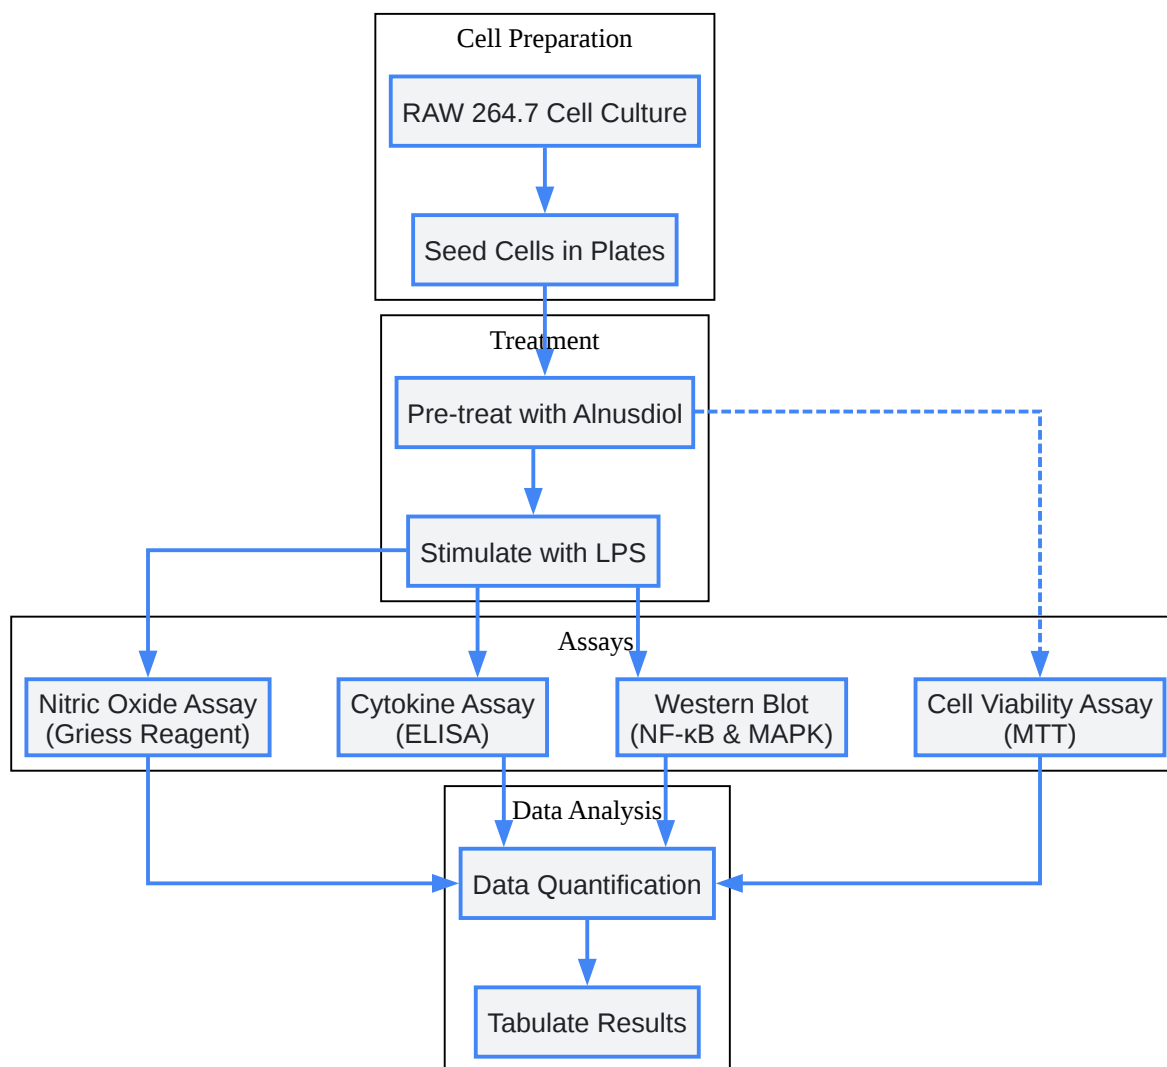 Cell Preparation
RAW 264.7 Cell Culture
Seed Cells in Plates
Treatment
Pre-treat with Alnusdiol
Stimulate with LPS
Assays
Nitric Oxide Assay
(Griess Reagent)
Cytokine Assay
(ELISA)
Western Blot
(NF-κB & MAPK)
Cell Viability Assay
(MTT)
Data Analysis
Data Quantification
Tabulate Results